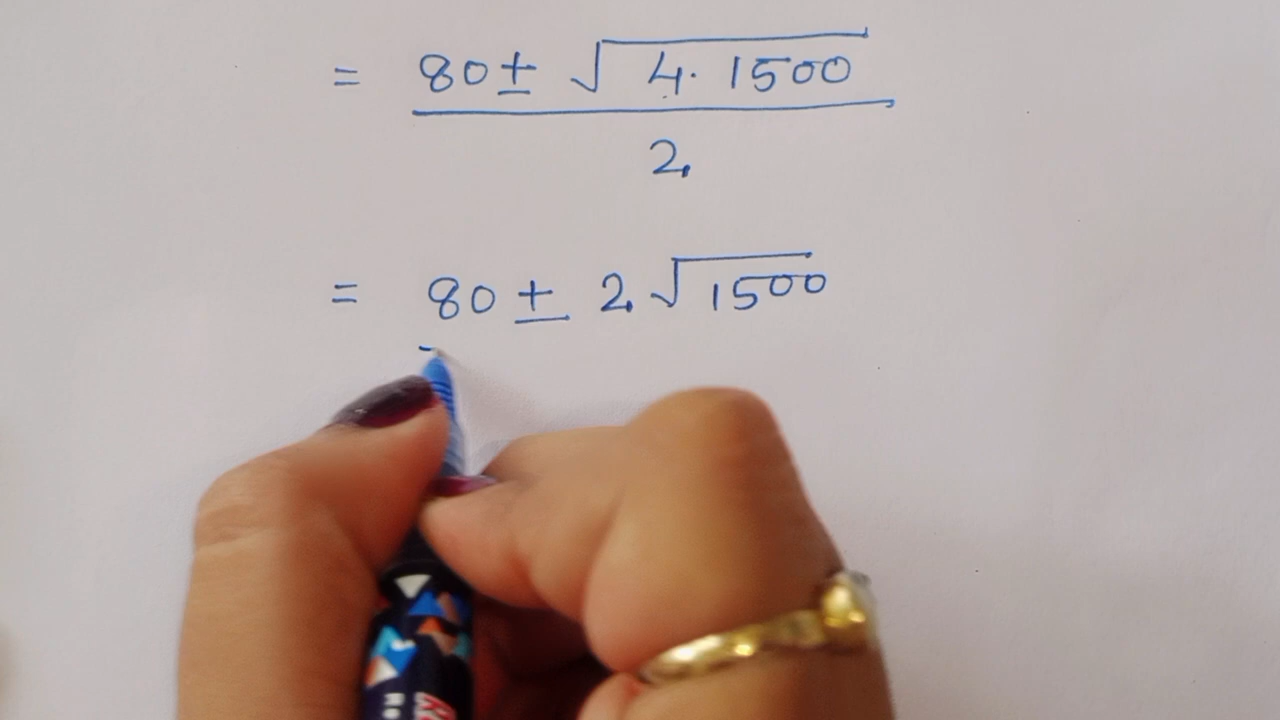 = 80 ± √4. 1500
2
= 80 ± 2 √1500